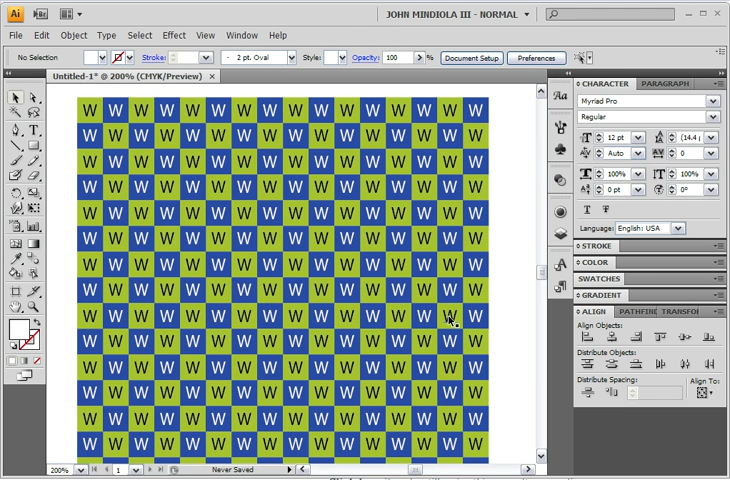 Ai Br JOHN MINDIOLA III - NORMAL
File Edit Object Type Select Effect View Window Help
No Selection Stroke: 2 pt. Oval Style: Opacity: 100 % Document Setup Preferences
Untitled-1* @ 200% (CMYK/Preview) ×
W W W W W W W W W W W W W W W W
W W W W W W W W W W W W W W W W
W W W W W W W W W W W W W W W W
W W W W W W W W W W W W W W W W
W W W W W W W W W W W W W W W W
W W W W W W W W W W W W W W W W
W W W W W W W W W W W W W W W W
W W W W W W W W W W W W W W W W
W W W W W W W W W W W W W W W W
W W W W W W W W W W W W W W W W
W W W W W W W W W W W W W W W W
W W W W W W W W W W W W W W W W
W W W W W W W W W W W W W W W W
W W W W W W W W W W W W W W W W
200% 1 Never Saved
CHARACTER PARAGRAPH
Myriad Pro
Regular
12 pt (14.4
Auto 0
100% 100%
0 pt 0°
T T
Language: English: USA
STROKE
COLOR
SWATCHES
GRADIENT
ALIGN PATHFIN TRANSFO
Align Objects:
Distribute Objects:
Distribute Spacing: Align To: